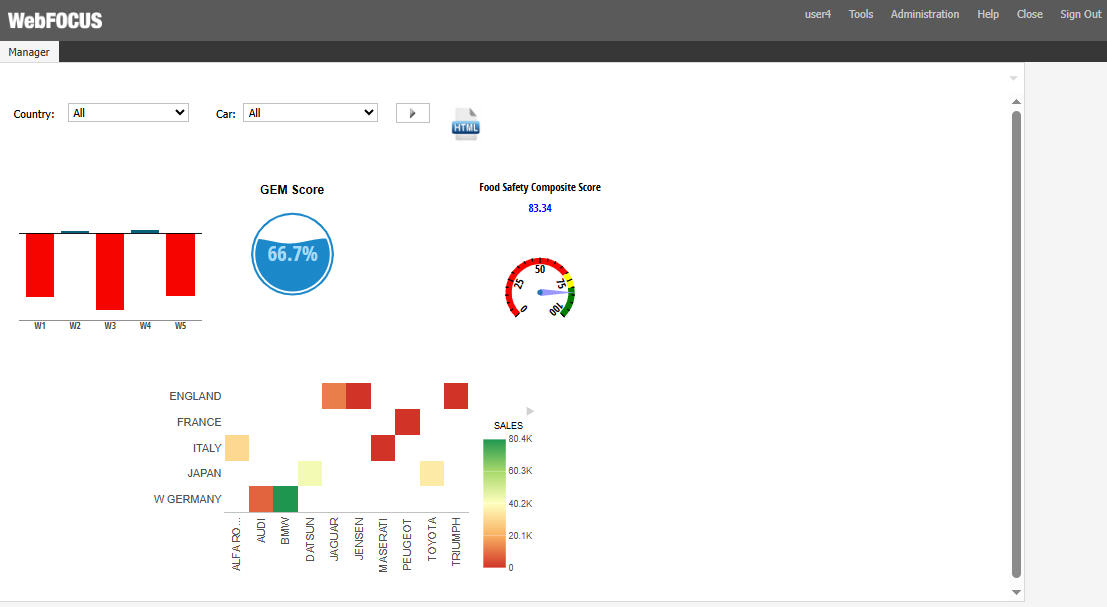 WebFOCUS
user4 Tools Administration Help Close Sign Out
Manager
Country: All Car: All
HTML
GEM Score
66.7%
Food Safety Composite Score
83.34
0 25 50 75 100
W1 W2 W3 W4 W5
ENGLAND
FRANCE
ITALY
JAPAN
W GERMANY
ALFA RO... AUDI BMW DATSUN JAGUAR JENSEN MASERATI PEUGEOT TOYOTA TRIUMPH
SALES
80.4K
60.3K
40.2K
20.1K
0